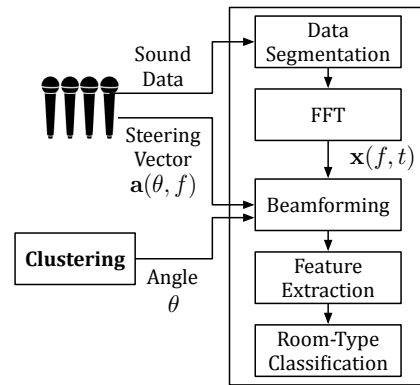 Sound
Data
Data
Segmentation
FFT
x(f, t)
Steering
Vector
a(θ, f)
Beamforming
Clustering
Angle
θ
Feature
Extraction
Room-Type
Classification